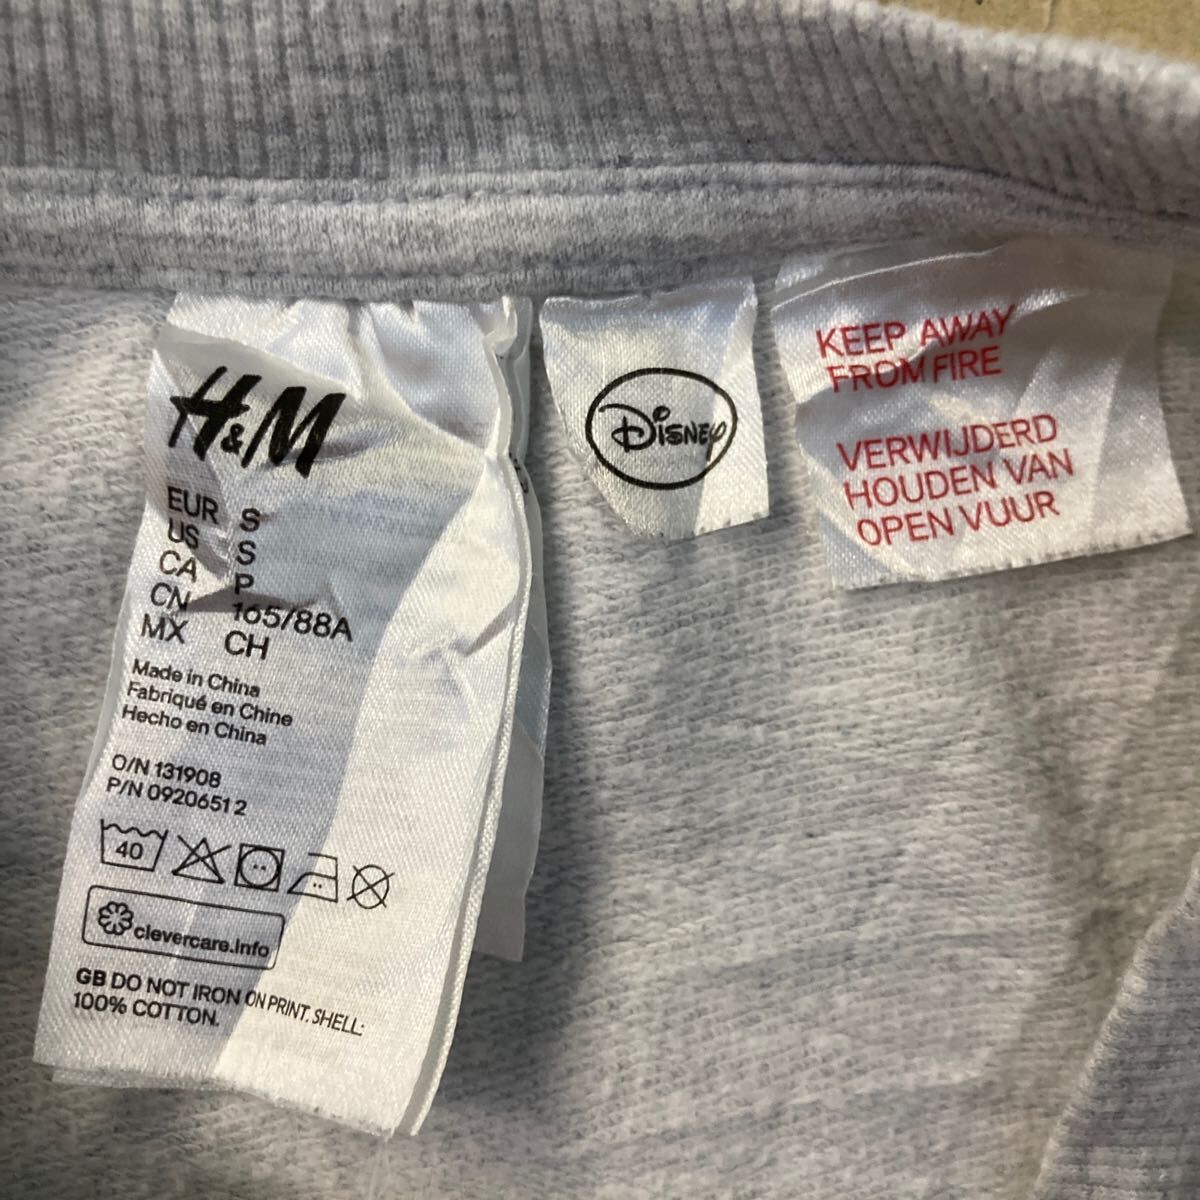 H&M
EUR S
US S
CA P
CN 165/88A
MX CH
Made in China
Fabriqué en Chine
Hecho en China
O/N 131908
P/N 0920651 2
40
clevercare.info
GB DO NOT IRON ON PRINT. SHELL:
100% COTTON.
Disney
KEEP AWAY
FROM FIRE
VERWIJDERD
HOUDEN VAN
OPEN VUUR